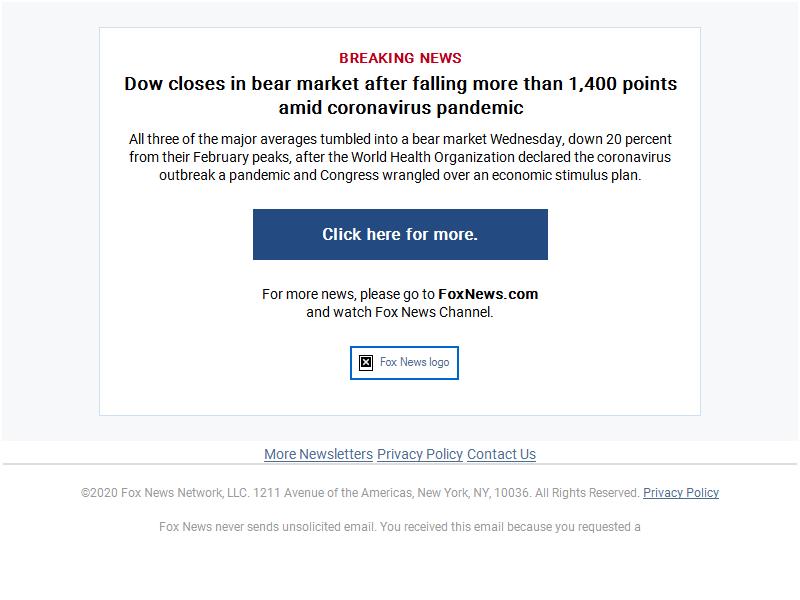 BREAKING NEWS
Dow closes in bear market after falling more than 1,400 points
amid coronavirus pandemic
All three of the major averages tumbled into a bear market Wednesday, down 20 percent
from their February peaks, after the World Health Organization declared the coronavirus
outbreak a pandemic and Congress wrangled over an economic stimulus plan.
Click here for more.
For more news, please go to FoxNews.com
and watch Fox News Channel.
Fox News logo
More Newsletters Privacy Policy Contact Us
©2020 Fox News Network, LLC. 1211 Avenue of the Americas, New York, NY, 10036. All Rights Reserved. Privacy Policy
Fox News never sends unsolicited email. You received this email because you requested a